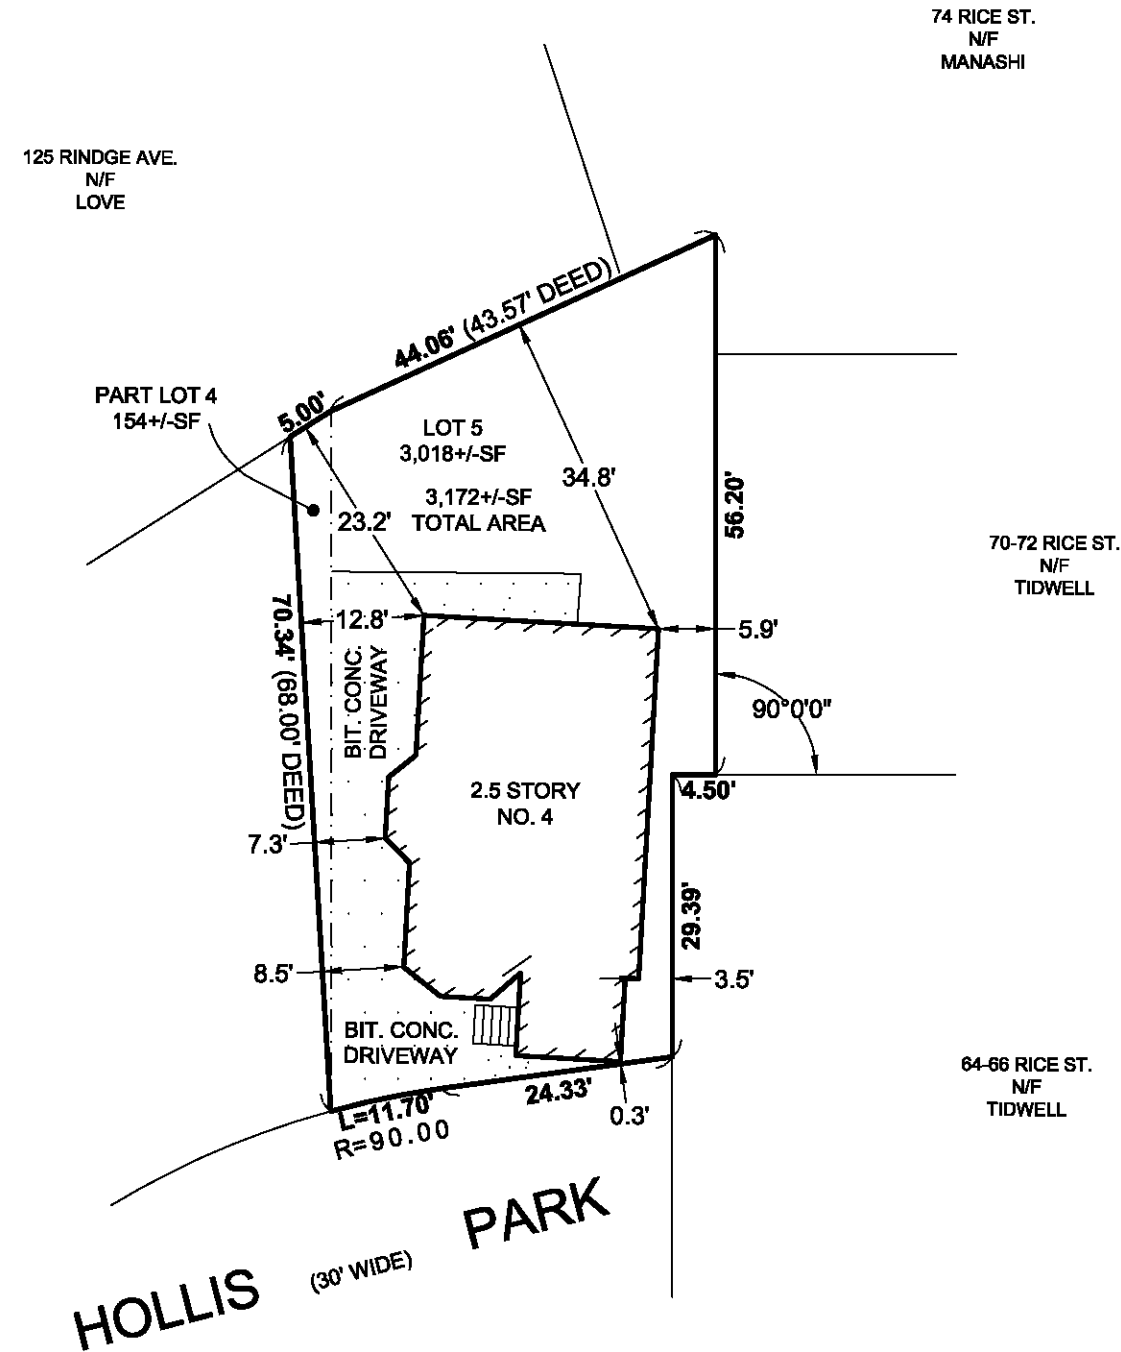 74 RICE ST.
N/F
MANASHI
125 RINDGE AVE.
N/F
LOVE
44.06' (43.57' DEED)
PART LOT 4
154+/-SF
5.00'
LOT 5
3,018+/-SF
3,172+/-SF
TOTAL AREA
34.8'
23.2'
56.20'
70-72 RICE ST.
N/F
TIDWELL
70.34' (68.00' DEED)
12.8'
5.9'
BIT. CONC.
DRIVEWAY
90°0'0"
2.5 STORY
NO. 4
4.50'
7.3'
29.39'
8.5'
3.5'
BIT. CONC.
DRIVEWAY
64-66 RICE ST.
N/F
TIDWELL
24.33'
0.3'
L=11.70'
R=90.00
HOLLIS (30' WIDE) PARK